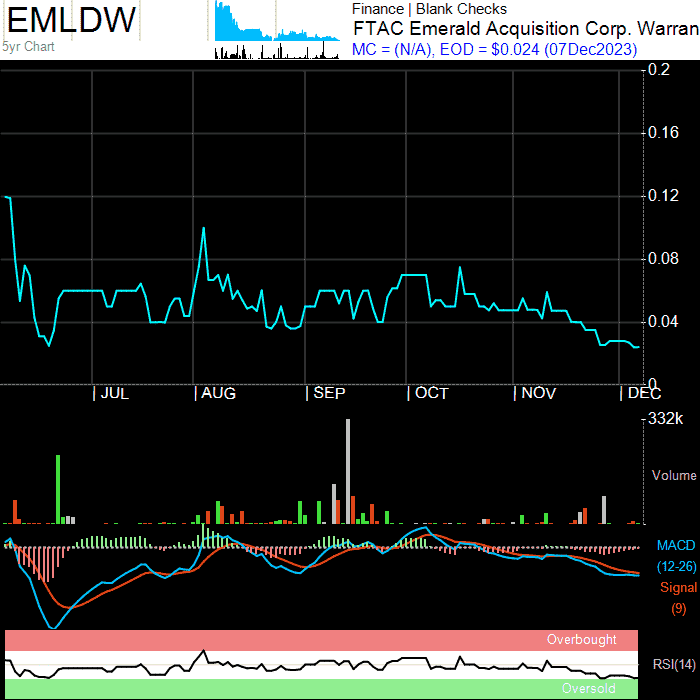 EMLDW
5yr Chart
Finance | Blank Checks
FTAC Emerald Acquisition Corp. Warran
MC = (N/A), EOD = $0.024 (07Dec2023)
0.2
0.16
0.12
0.08
0.04
0
JUL AUG SEP OCT NOV DEC
332k
Volume
MACD
(12-26)
Signal
(9)
Overbought
RSI(14)
Oversold